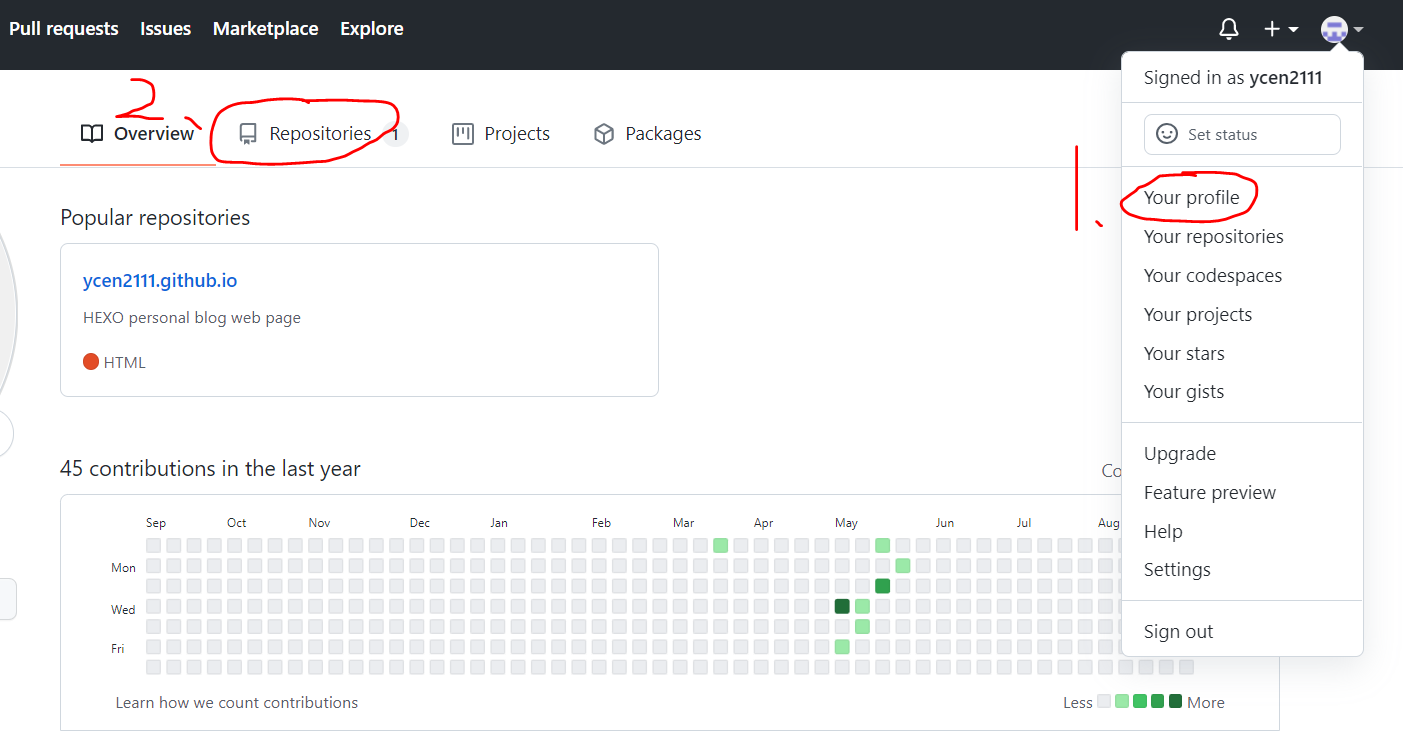 Pull requests Issues Marketplace Explore
Signed in as ycen2111
2、
Overview Repositories 1 Projects Packages
Set status
1.
Your profile
Popular repositories
Your repositories
ycen2111.github.io
Your codespaces
HEXO personal blog web page
Your projects
HTML
Your stars
Your gists
Upgrade
45 contributions in the last year
Co
Feature preview
Sep Oct Nov Dec Jan Feb Mar Apr May Jun Jul Aug
Help
Mon
Settings
Wed
Sign out
Fri
Learn how we count contributions Less More